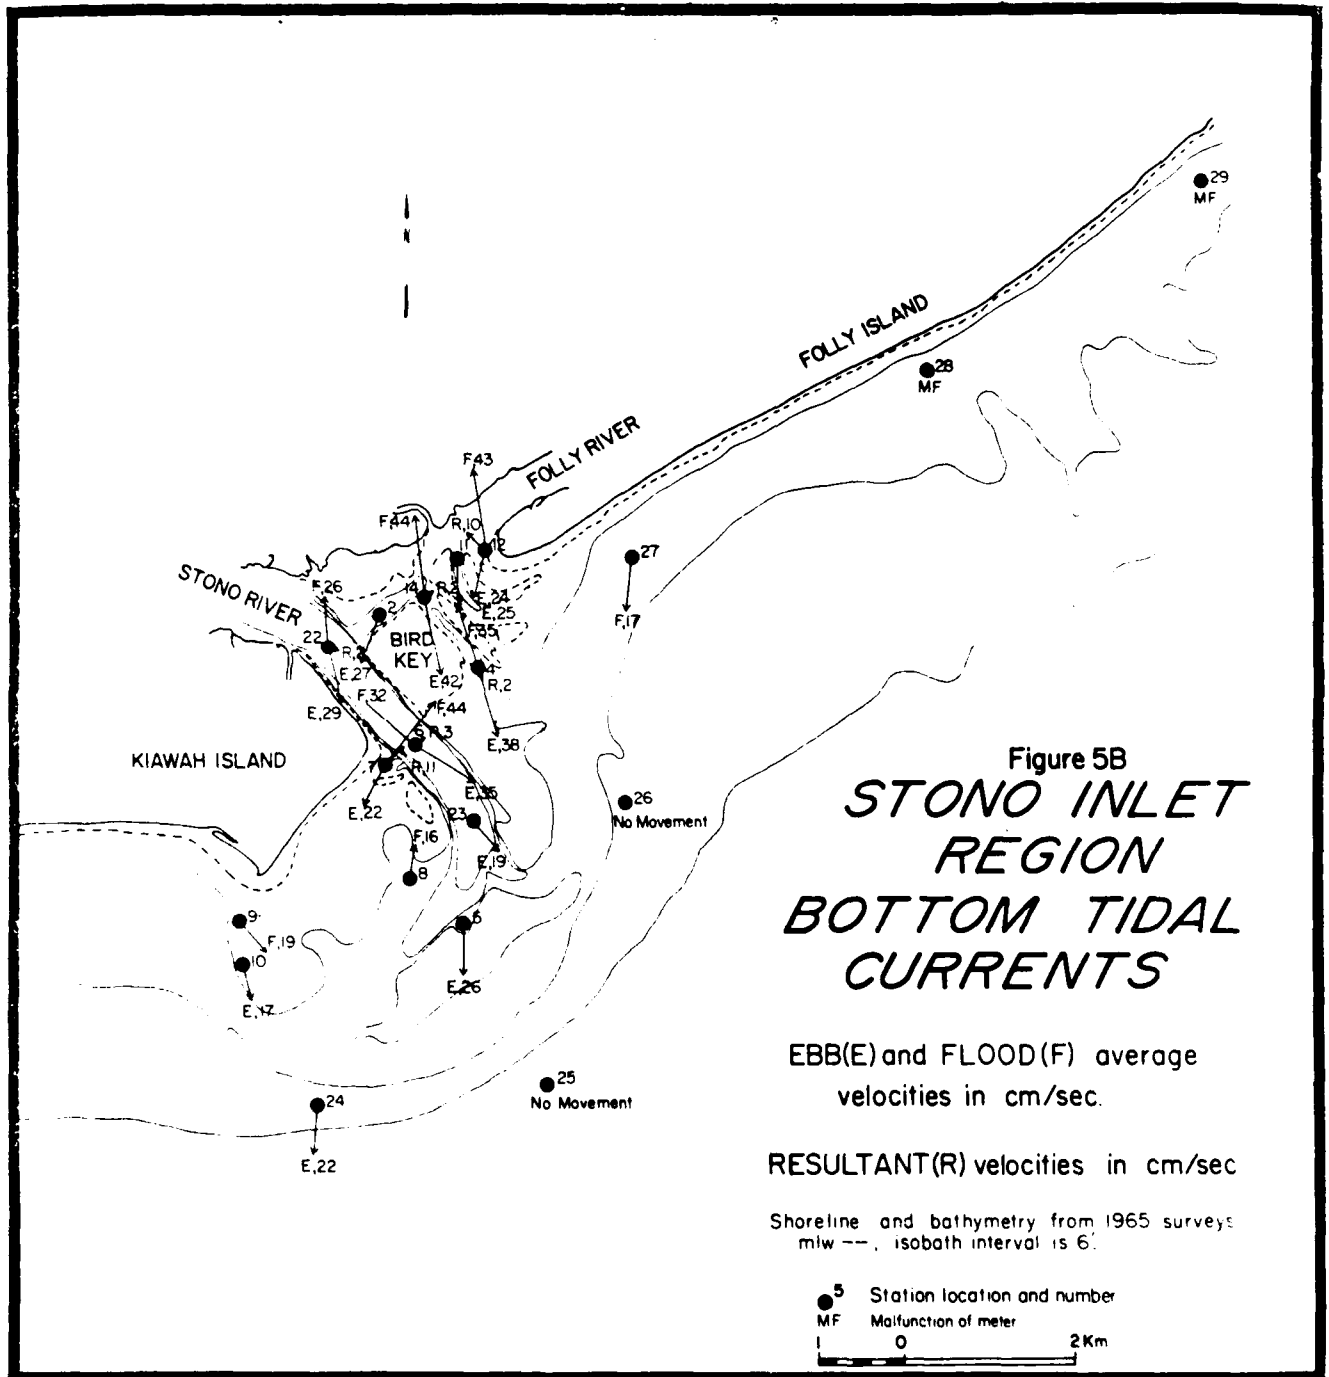 N
29
MF
FOLLY ISLAND
28
MF
F,43
FOLLY RIVER
F,44
R,10
12
11
27
STONO RIVER
F,26
14
E,24
E,25
2
F,17
22
BIRD
KEY
4
R,2
E,27
E,42
F,32
E,29
F,44
E,38
R,3
KIAWAH ISLAND
7
R,11
E,35
E,22
26
No Movement
23
F,16
E,19
8
9
F,19
10
E,17
E,26
25
No Movement
24
E,22
Figure 5B
STONO INLET
REGION
BOTTOM TIDAL
CURRENTS
EBB(E) and FLOOD(F) average
velocities in cm/sec.
RESULTANT(R) velocities in cm/sec
Shoreline and bathymetry from 1965 surveys
mlw --, isobath interval is 6'.
5 Station location and number
MF Malfunction of meter
1 0 2Km